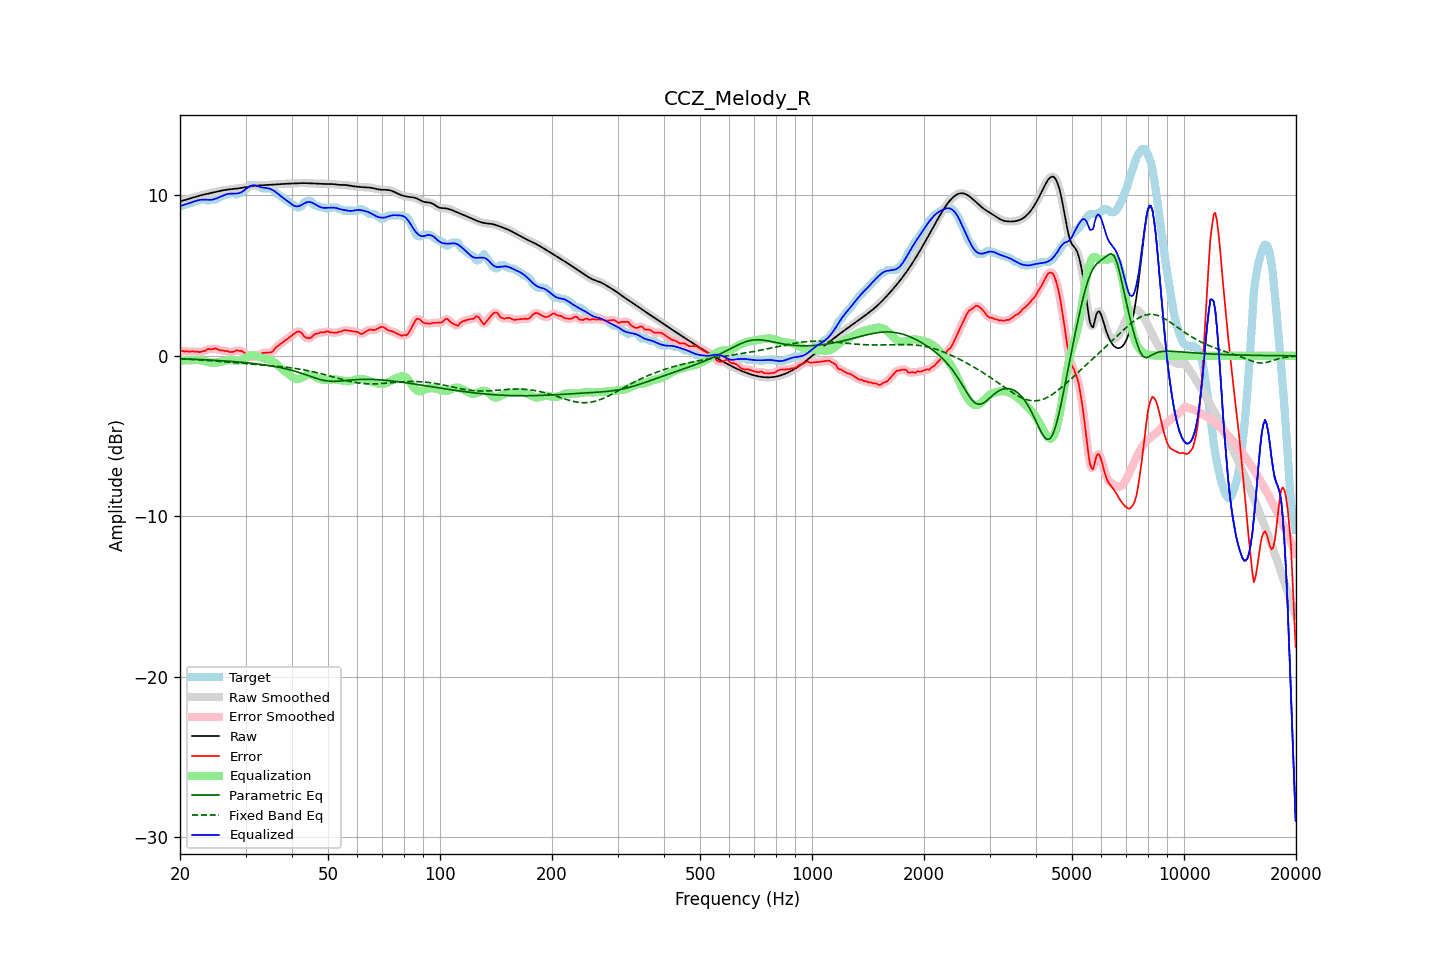 CCZ_Melody_R
Amplitude (dBr)
10
0
−10
−20
−30
Target
Raw Smoothed
Error Smoothed
Raw
Error
Equalization
Parametric Eq
Fixed Band Eq
Equalized
20 50 100 200 500 1000 2000 5000 10000 20000
Frequency (Hz)